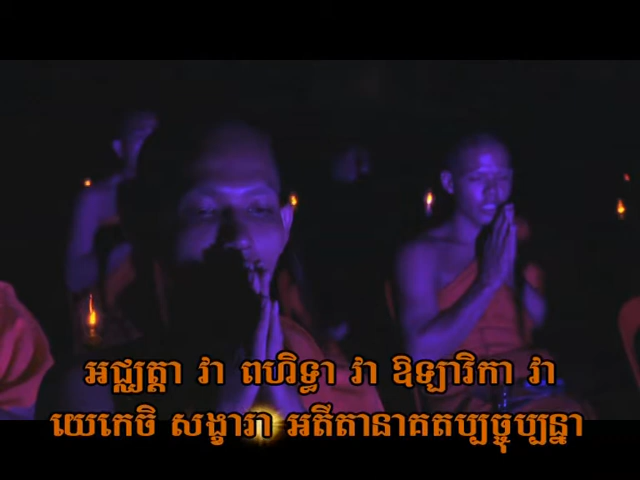 អជ្ឈត្តា វា ពហិទ្ធា វា ឱឡារិកា វា
យេកេចិ សង្ខារា អតីតានាគតប្បច្ចុប្បន្នា